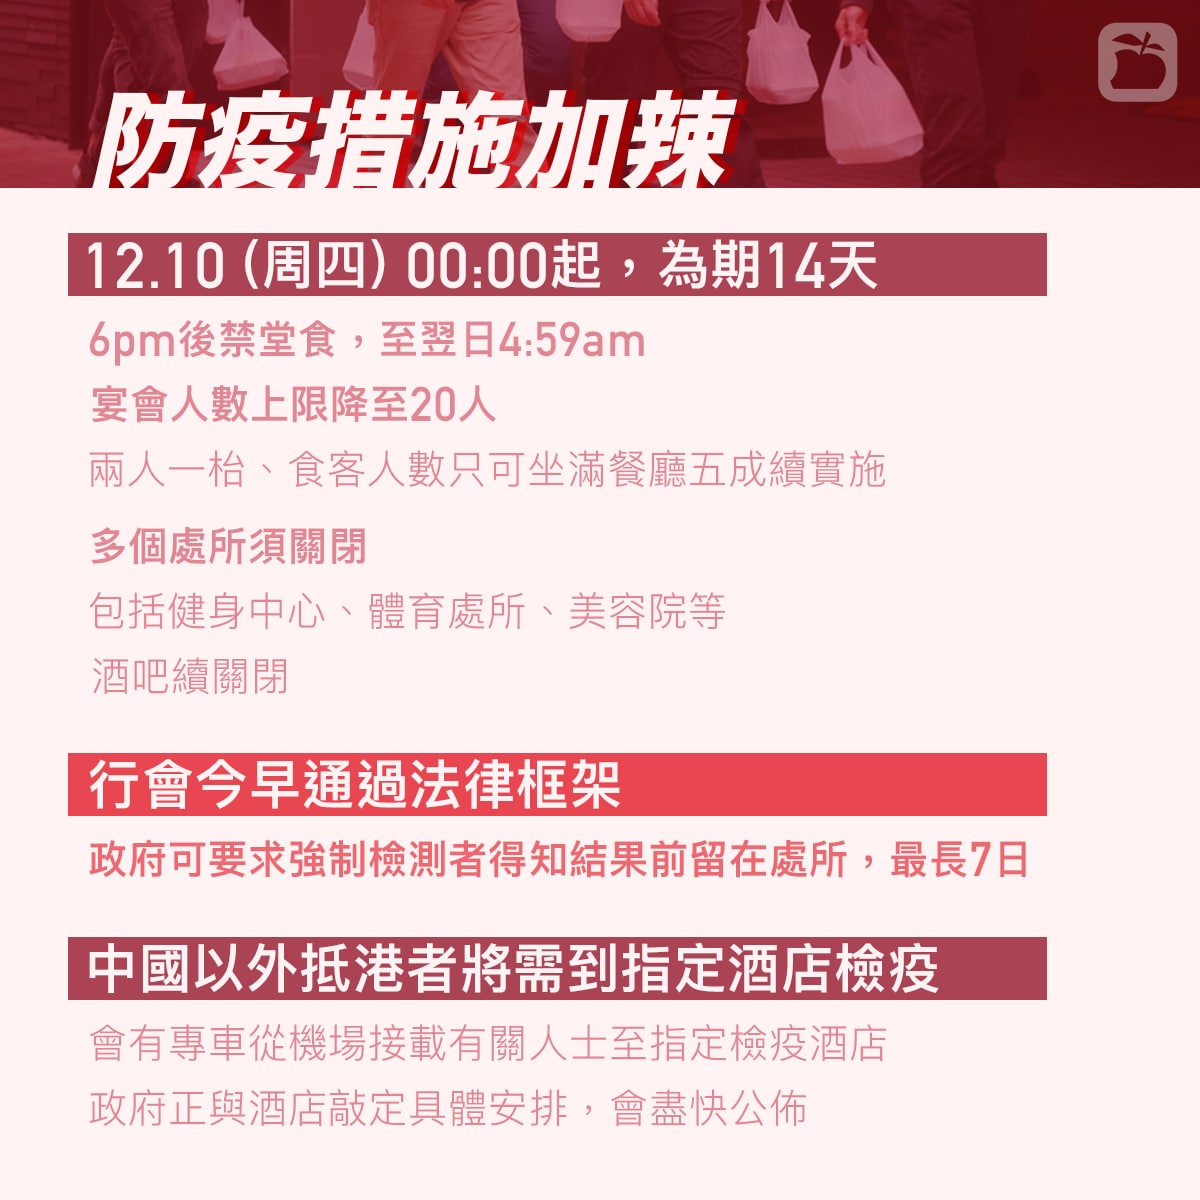 防疫措施加辣
12.10 (周四) 00:00起，為期14天
6pm後禁堂食，至翌日4:59am
宴會人數上限降至20人
兩人一枱、食客人數只可坐滿餐廳五成續實施
多個處所須關閉
包括健身中心、體育處所、美容院等
酒吧續關閉
行會今早通過法律框架
政府可要求強制檢測者得知結果前留在處所，最長7日
中國以外抵港者將需到指定酒店檢疫
會有專車從機場接載有關人士至指定檢疫酒店
政府正與酒店敲定具體安排，會盡快公佈